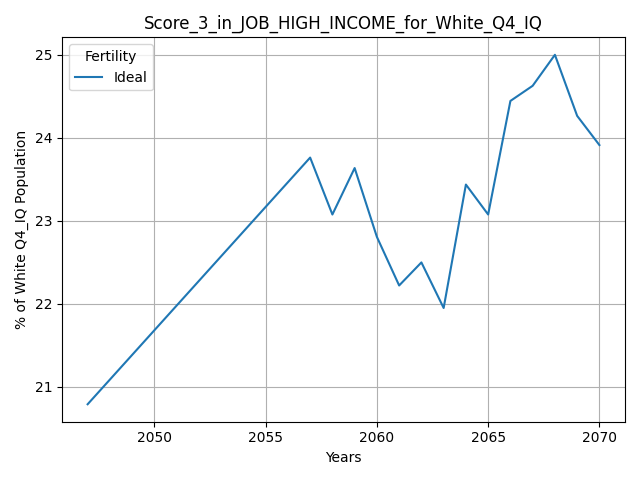 Score_3_in_JOB_HIGH_INCOME_for_White_Q4_IQ
Fertility
Ideal
% of White Q4_IQ Population
25
24
23
22
21
2050
2055
2060
2065
2070
Years